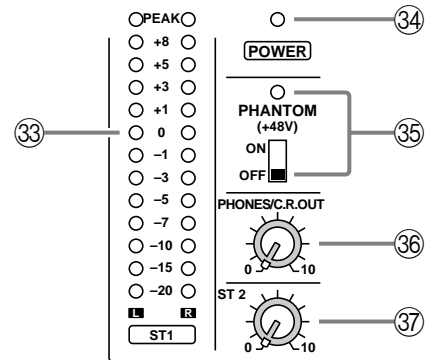 PEAK
+8
+5
+3
+1
0
–1
–3
–5
–7
–10
–15
–20
L R
ST1
33
POWER
34
PHANTOM
(+48V)
ON
OFF
35
PHONES/C.R.OUT
0 10
36
ST 2
0 10
37